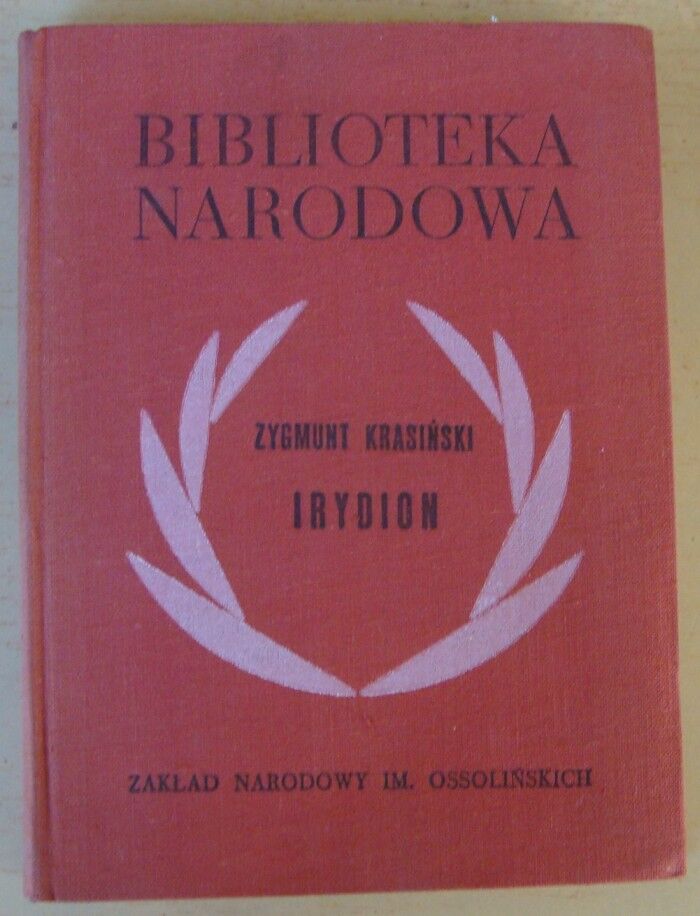 BIBLIOTEKA
NARODOWA
ZYGMUNT KRASIŃSKI
IRYDION
ZAKŁAD NARODOWY IM. OSSOLIŃSKICH